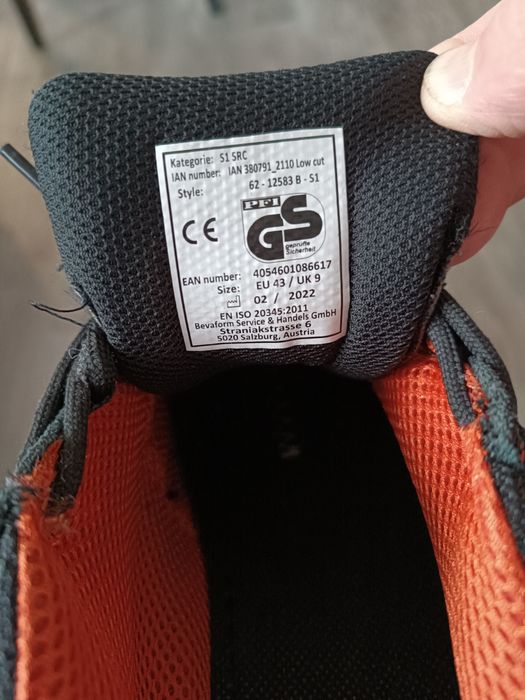 Kategorie: S1 SRC
IAN number: IAN 380791_2110 Low cut
Style: 62 - 12583 B - S1
CE
PFI
GS
geprüfte
Sicherheit
EAN number: 4054601086617
Size: EU 43 / UK 9
02 / 2022
EN ISO 20345:2011
Bevaform Service & Handels GmbH
Straniakstrasse 6
5020 Salzburg, Austria